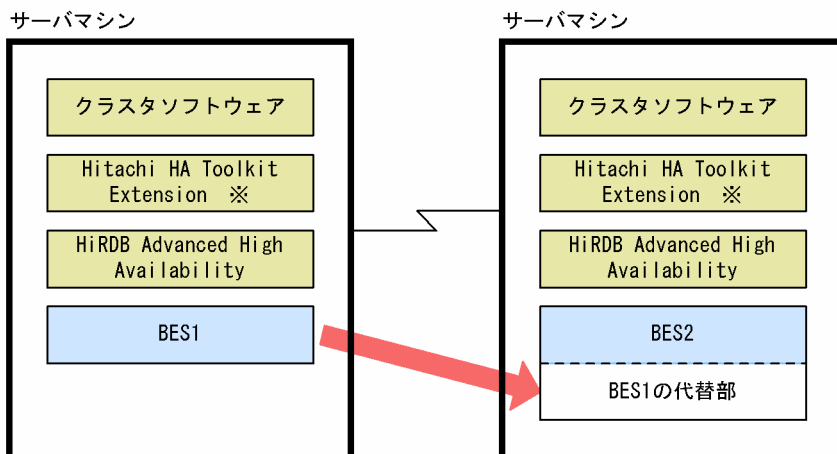 サーバマシン
クラスタソフトウェア
Hitachi HA Toolkit
Extension ※
HiRDB Advanced High
Availability
BES1
サーバマシン
クラスタソフトウェア
Hitachi HA Toolkit
Extension ※
HiRDB Advanced High
Availability
BES2
BES1の代替部